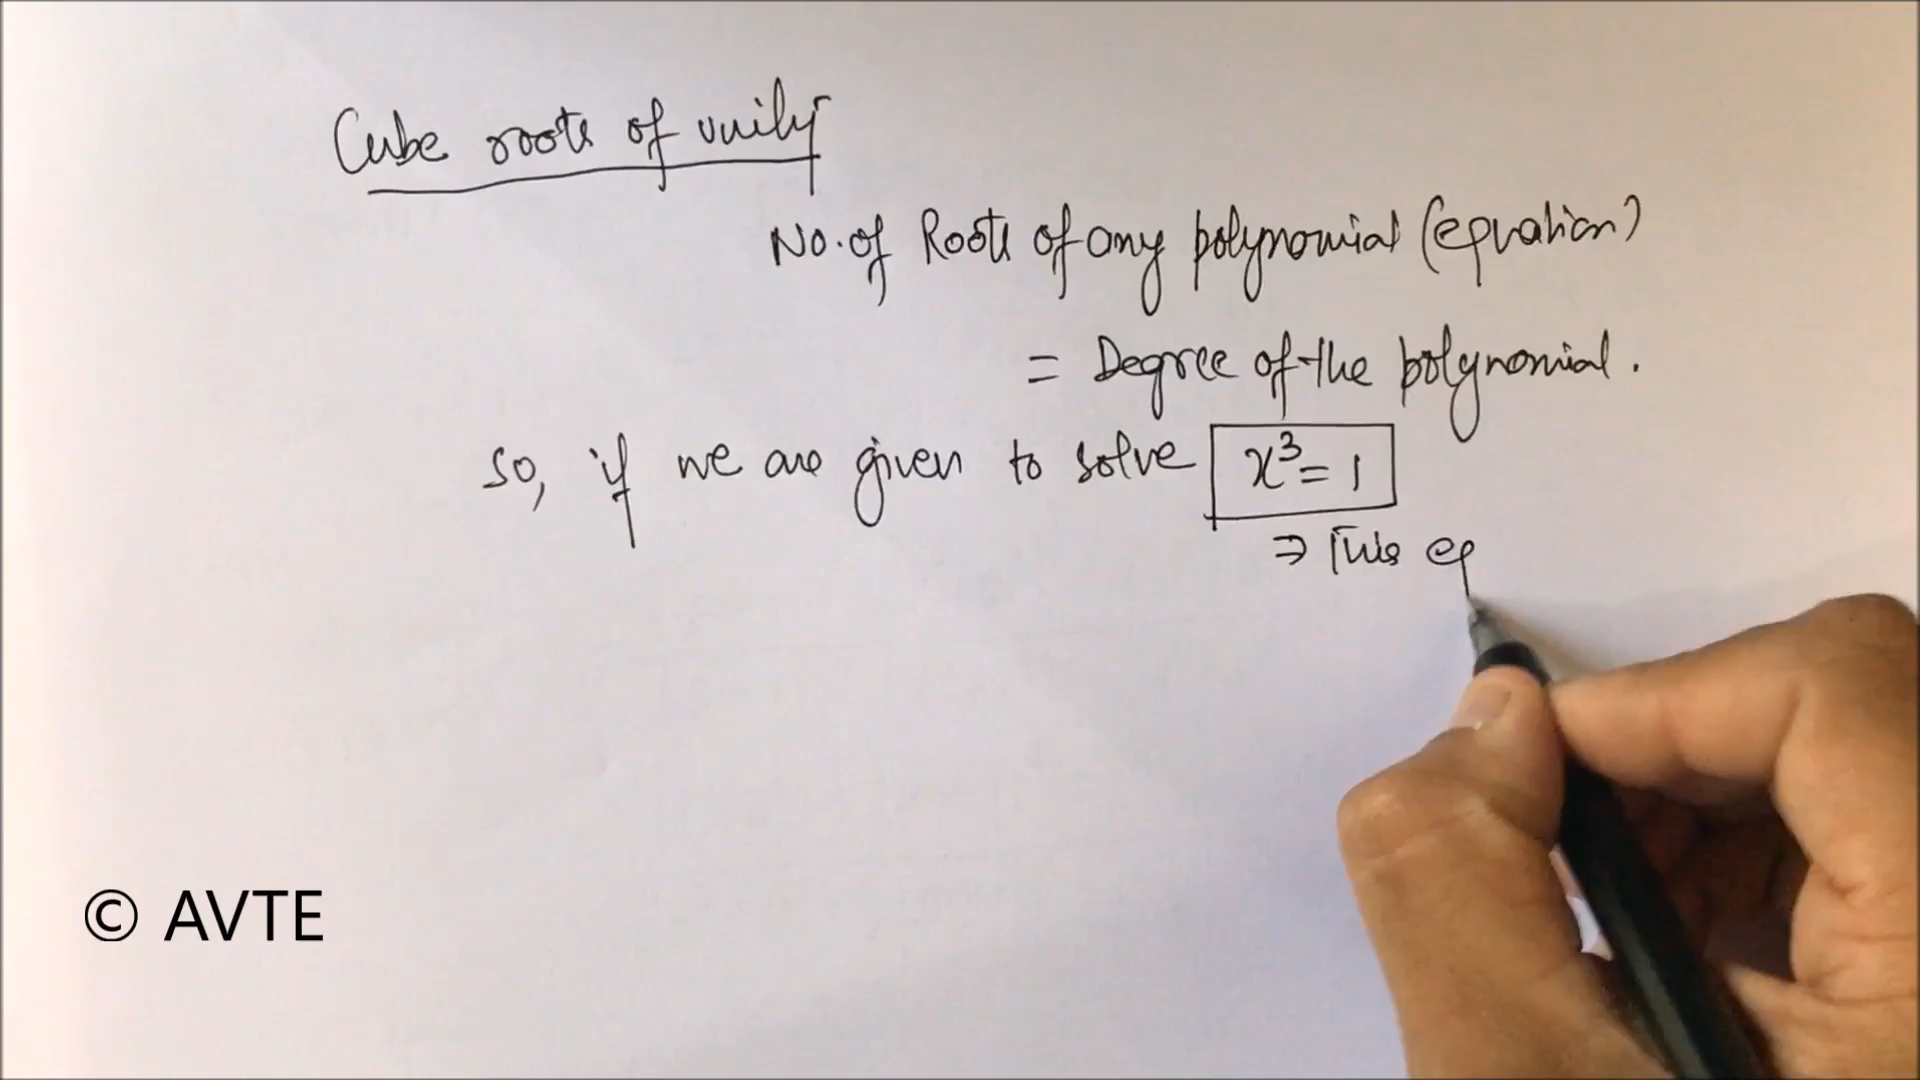 Cube roots of unity
No. of Roots of any polynomial (equation)
= Degree of the polynomial.
So, if we are given to solve x³ = 1
⇒ This eq
© AVTE